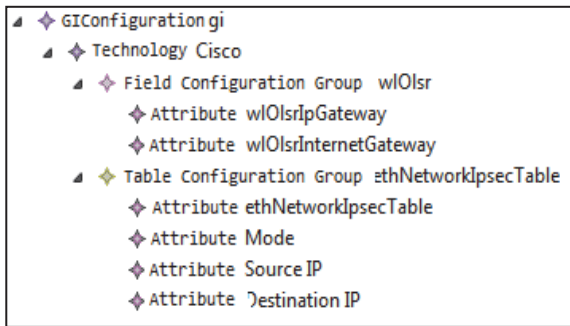 GIConfiguration gi
Technology Cisco
Field Configuration Group wlOlsr
Attribute wlOlsrIpGateway
Attribute wlOlsrInternetGateway
Table Configuration Group ethNetworkIpsecTable
Attribute ethNetworkIpsecTable
Attribute Mode
Attribute Source IP
Attribute Destination IP